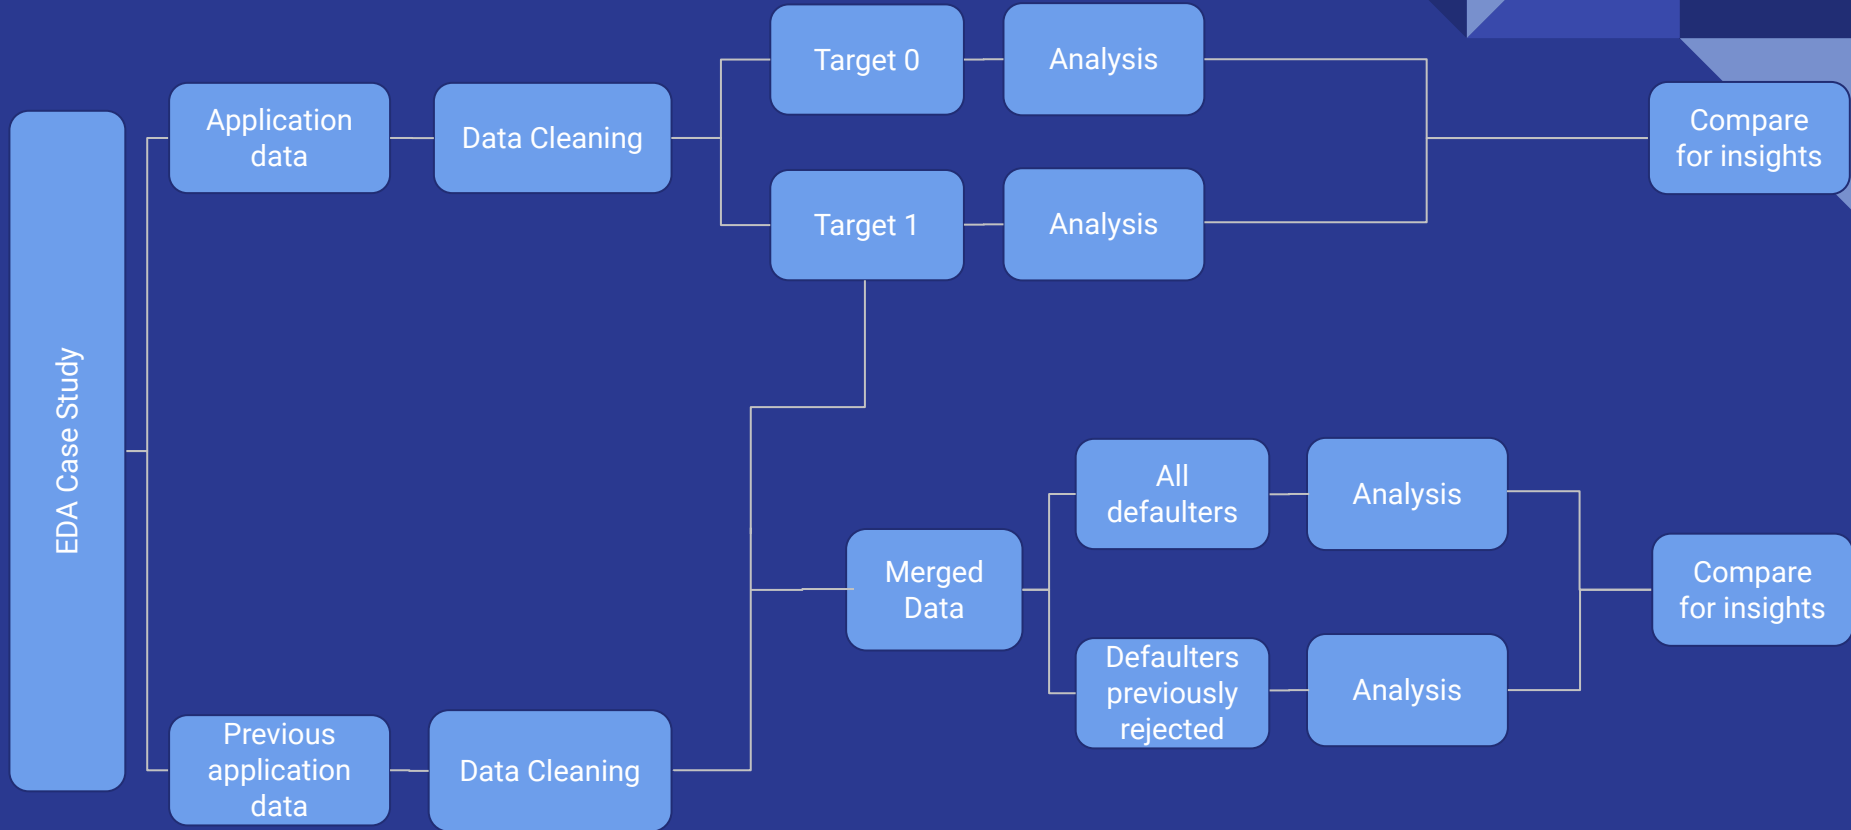 EDA Case Study
Application
data
Data Cleaning
Target 0
Analysis
Target 1
Analysis
Compare
for insights
Previous
application
data
Data Cleaning
Merged
Data
All
defaulters
Analysis
Defaulters
previously
rejected
Analysis
Compare
for insights